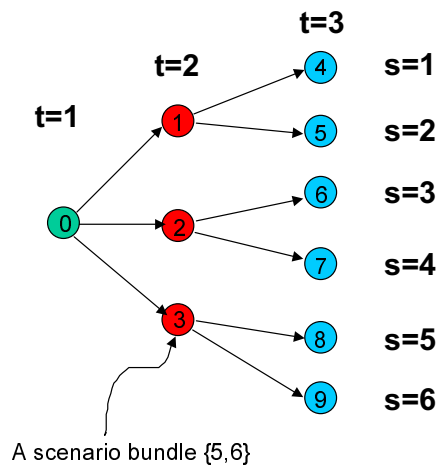 t=3
t=2
t=1
4 s=1
1
5 s=2
6 s=3
0 2
7 s=4
3
8 s=5
9 s=6
A scenario bundle {5,6}